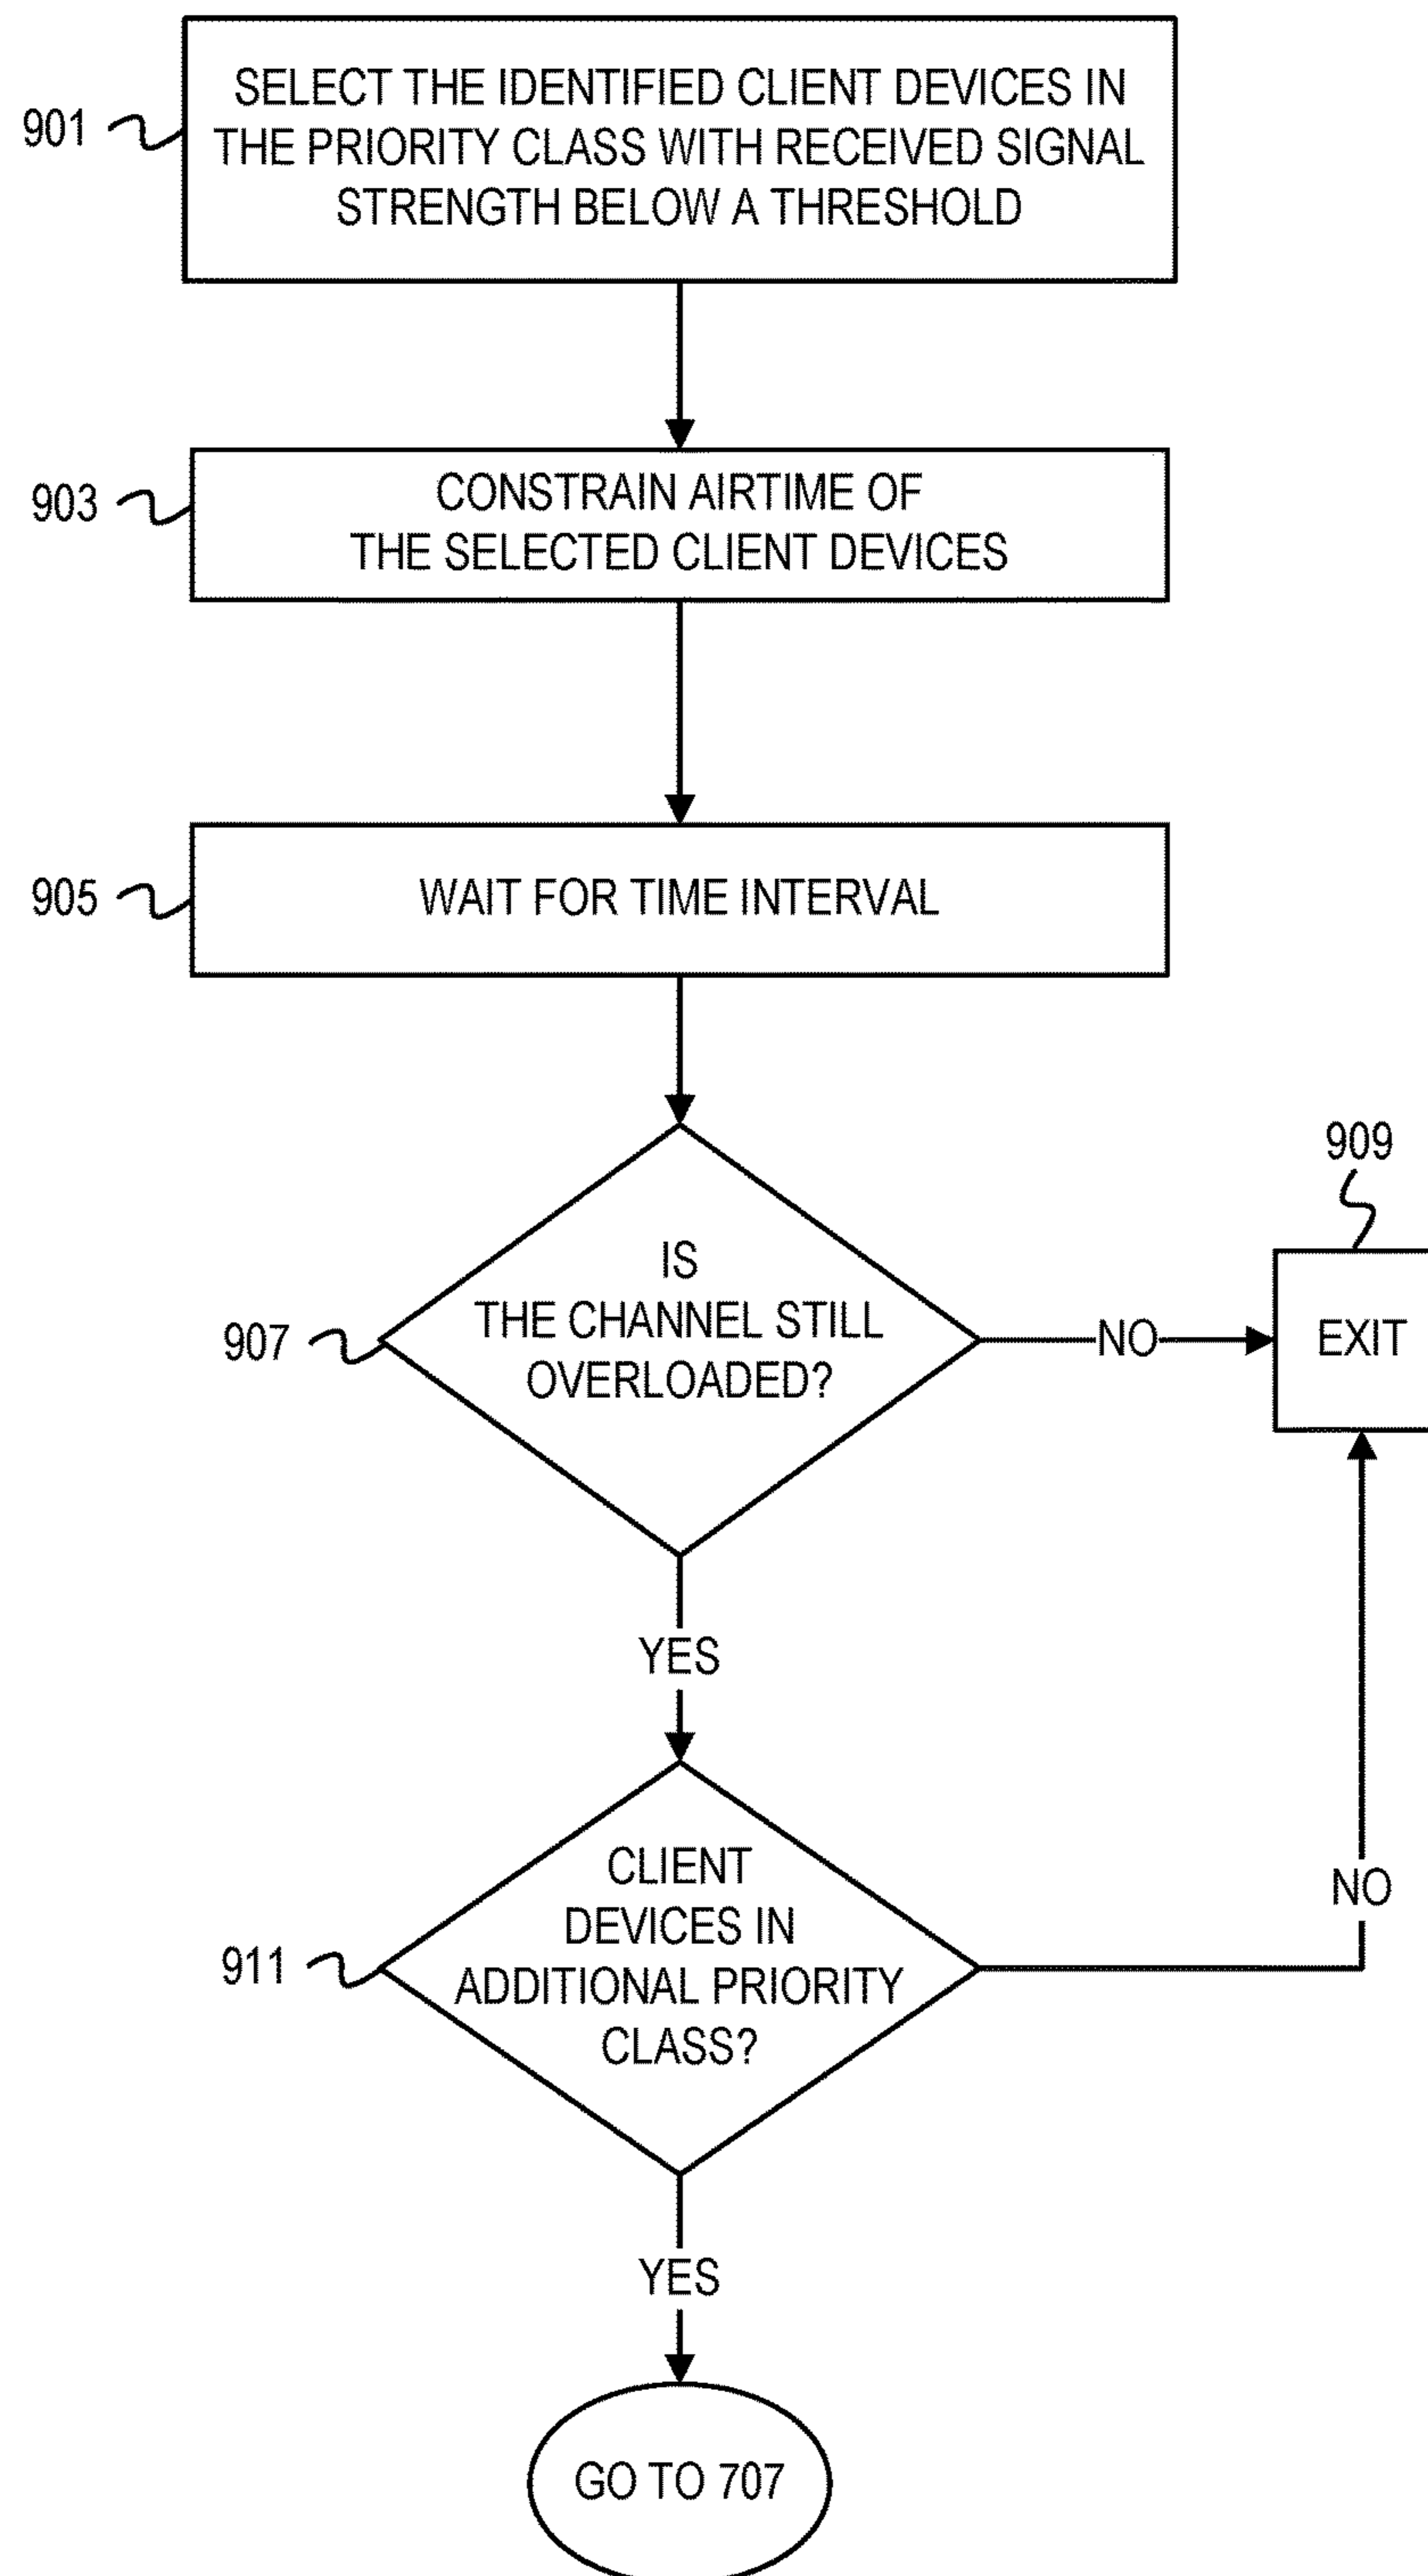 901
SELECT THE IDENTIFIED CLIENT DEVICES IN
THE PRIORITY CLASS WITH RECEIVED SIGNAL
STRENGTH BELOW A THRESHOLD
903
CONSTRAIN AIRTIME OF
THE SELECTED CLIENT DEVICES
905
WAIT FOR TIME INTERVAL
907
IS
THE CHANNEL STILL
OVERLOADED?
NO
909
EXIT
YES
911
CLIENT
DEVICES IN
ADDITIONAL PRIORITY
CLASS?
NO
YES
GO TO 707